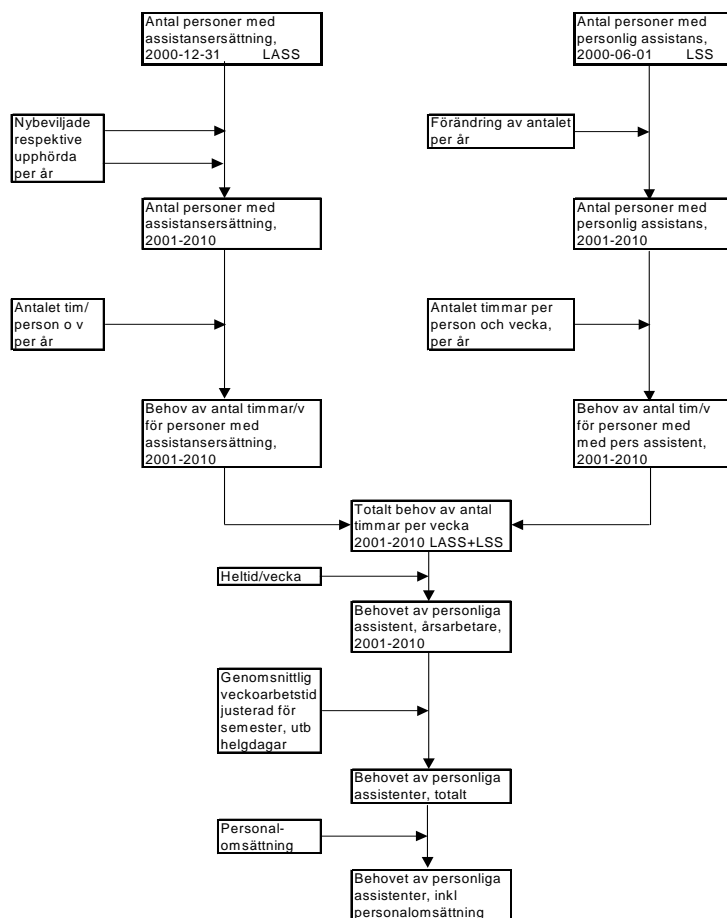 Antal personer med
assistansersättning,
2000-12-31 LASS
Antal personer med
personlig assistans,
2000-06-01 LSS
Nybeviljade
respektive
upphörda
per år
Förändring av antalet
per år
Antal personer med
assistansersättning,
2001-2010
Antal personer med
personlig assistans,
2001-2010
Antalet tim/
person o v
per år
Antalet timmar per
person och vecka,
per år
Behov av antal timmar/v
för personer med
assistansersättning,
2001-2010
Behov av antal tim/v
för personer med
med pers assistent,
2001-2010
Totalt behov av antal
timmar per vecka
2001-2010 LASS+LSS
Heltid/vecka
Behovet av personliga
assistent, årsarbetare,
2001-2010
Genomsnittlig
veckoarbetstid
justerad för
semester, utb
helgdagar
Behovet av personliga
assistenter, totalt
Personal-
omsättning
Behovet av personliga
assistenter, inkl
personalomsättning